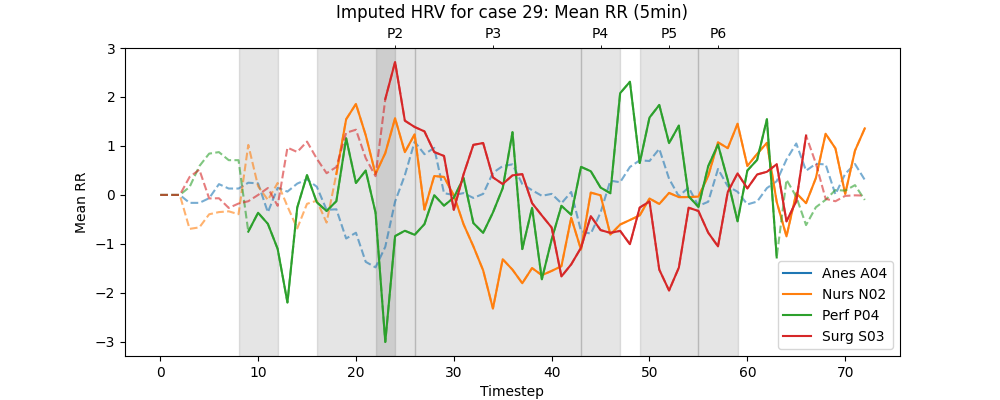 Imputed HRV for case 29: Mean RR (5min)
P2 P3 P4 P5 P6
3
2
1
0
−1
−2
−3
Mean RR
Anes A04
Nurs N02
Perf P04
Surg S03
0 10 20 30 40 50 60 70
Timestep